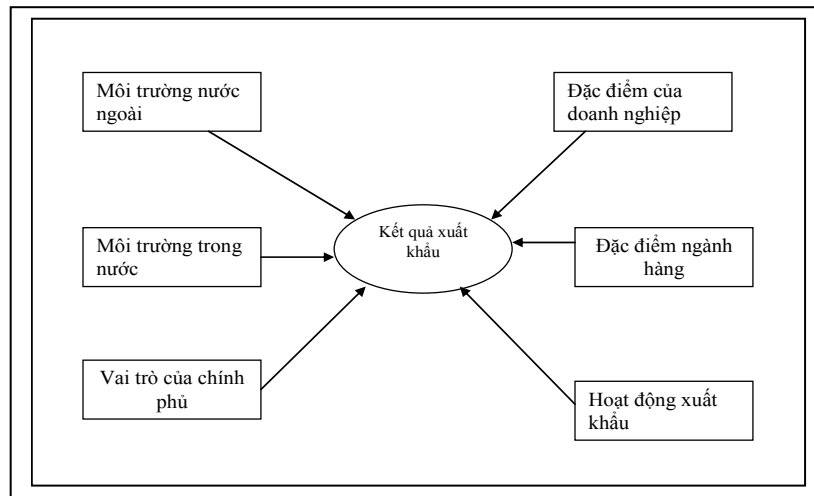 Môi trường nước
ngoài
Đặc điểm của
doanh nghiệp
Kết quả xuất
khẩu
Môi trường trong
nước
Đặc điểm ngành
hàng
Vai trò của chính
phủ
Hoạt động xuất
khẩu